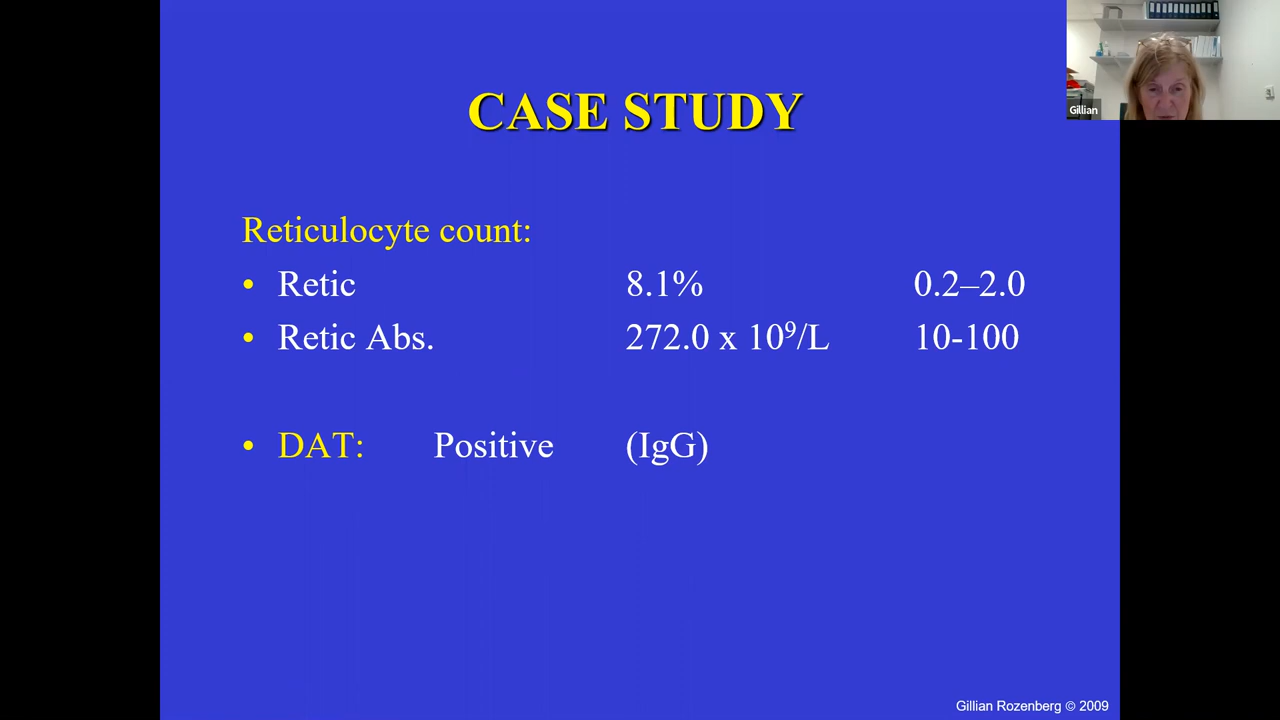 CASE STUDY
Gillian
Reticulocyte count:
• Retic 8.1% 0.2–2.0
• Retic Abs. 272.0 x 10⁹/L 10-100
• DAT: Positive (IgG)
Gillian Rozenberg © 2009